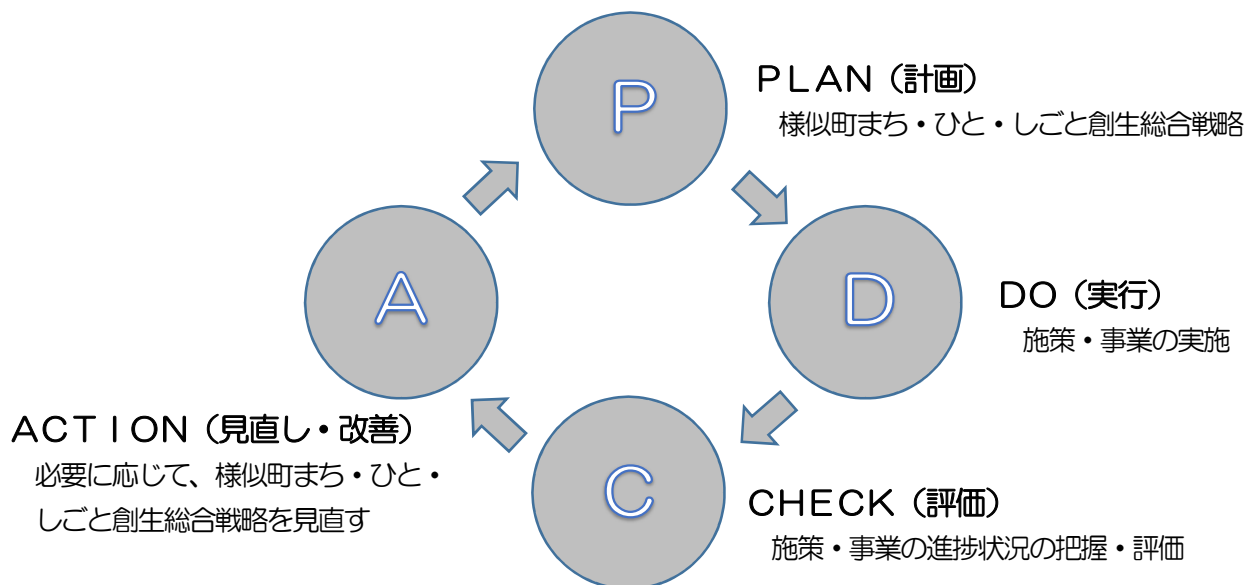 P
PLAN(計画)
様似町まち・ひと・しごと創生総合戦略
D
DO(実行)
施策・事業の実施
C
CHECK(評価)
施策・事業の進捗状況の把握・評価
A
ACTION(見直し・改善)
必要に応じて、様似町まち・ひと・
しごと創生総合戦略を見直す